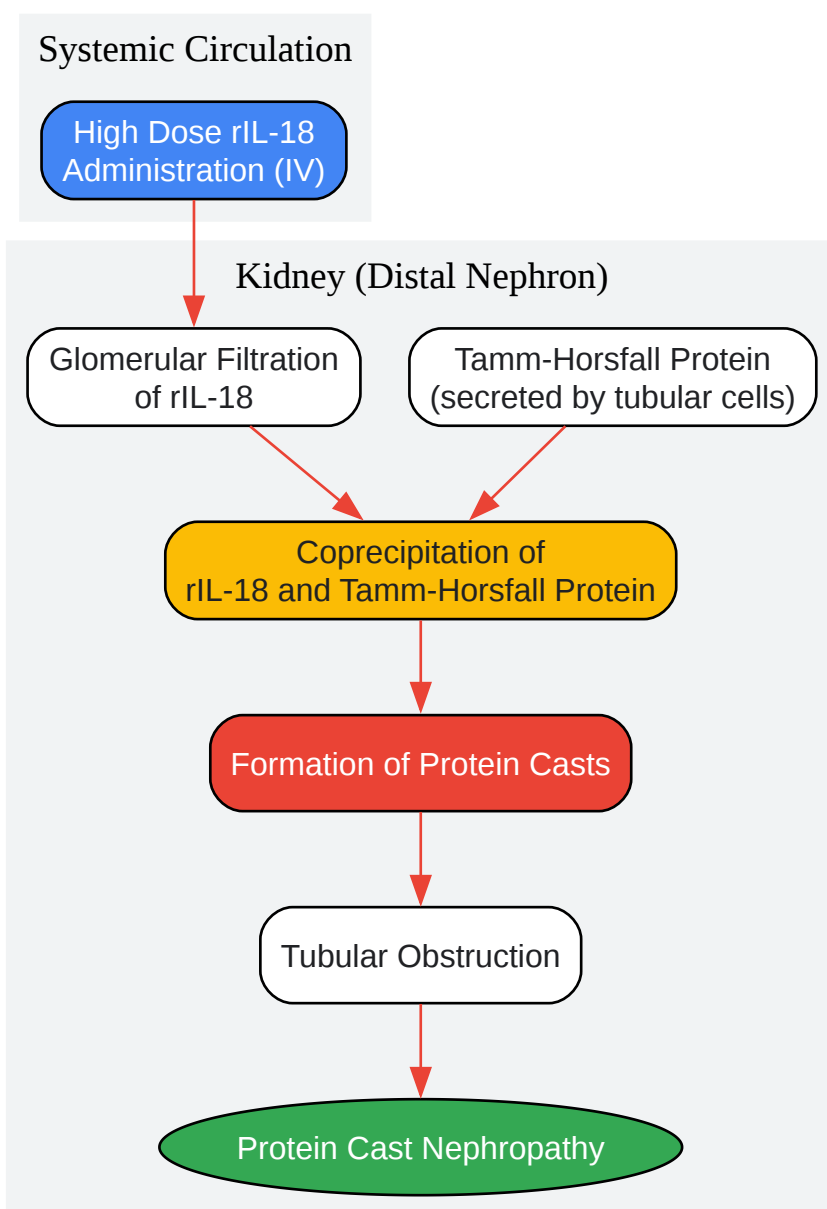 Systemic Circulation
High Dose rIL-18
Administration (IV)
Kidney (Distal Nephron)
Glomerular Filtration
of rIL-18
Tamm-Horsfall Protein
(secreted by tubular cells)
Coprecipitation of
rIL-18 and Tamm-Horsfall Protein
Formation of Protein Casts
Tubular Obstruction
Protein Cast Nephropathy